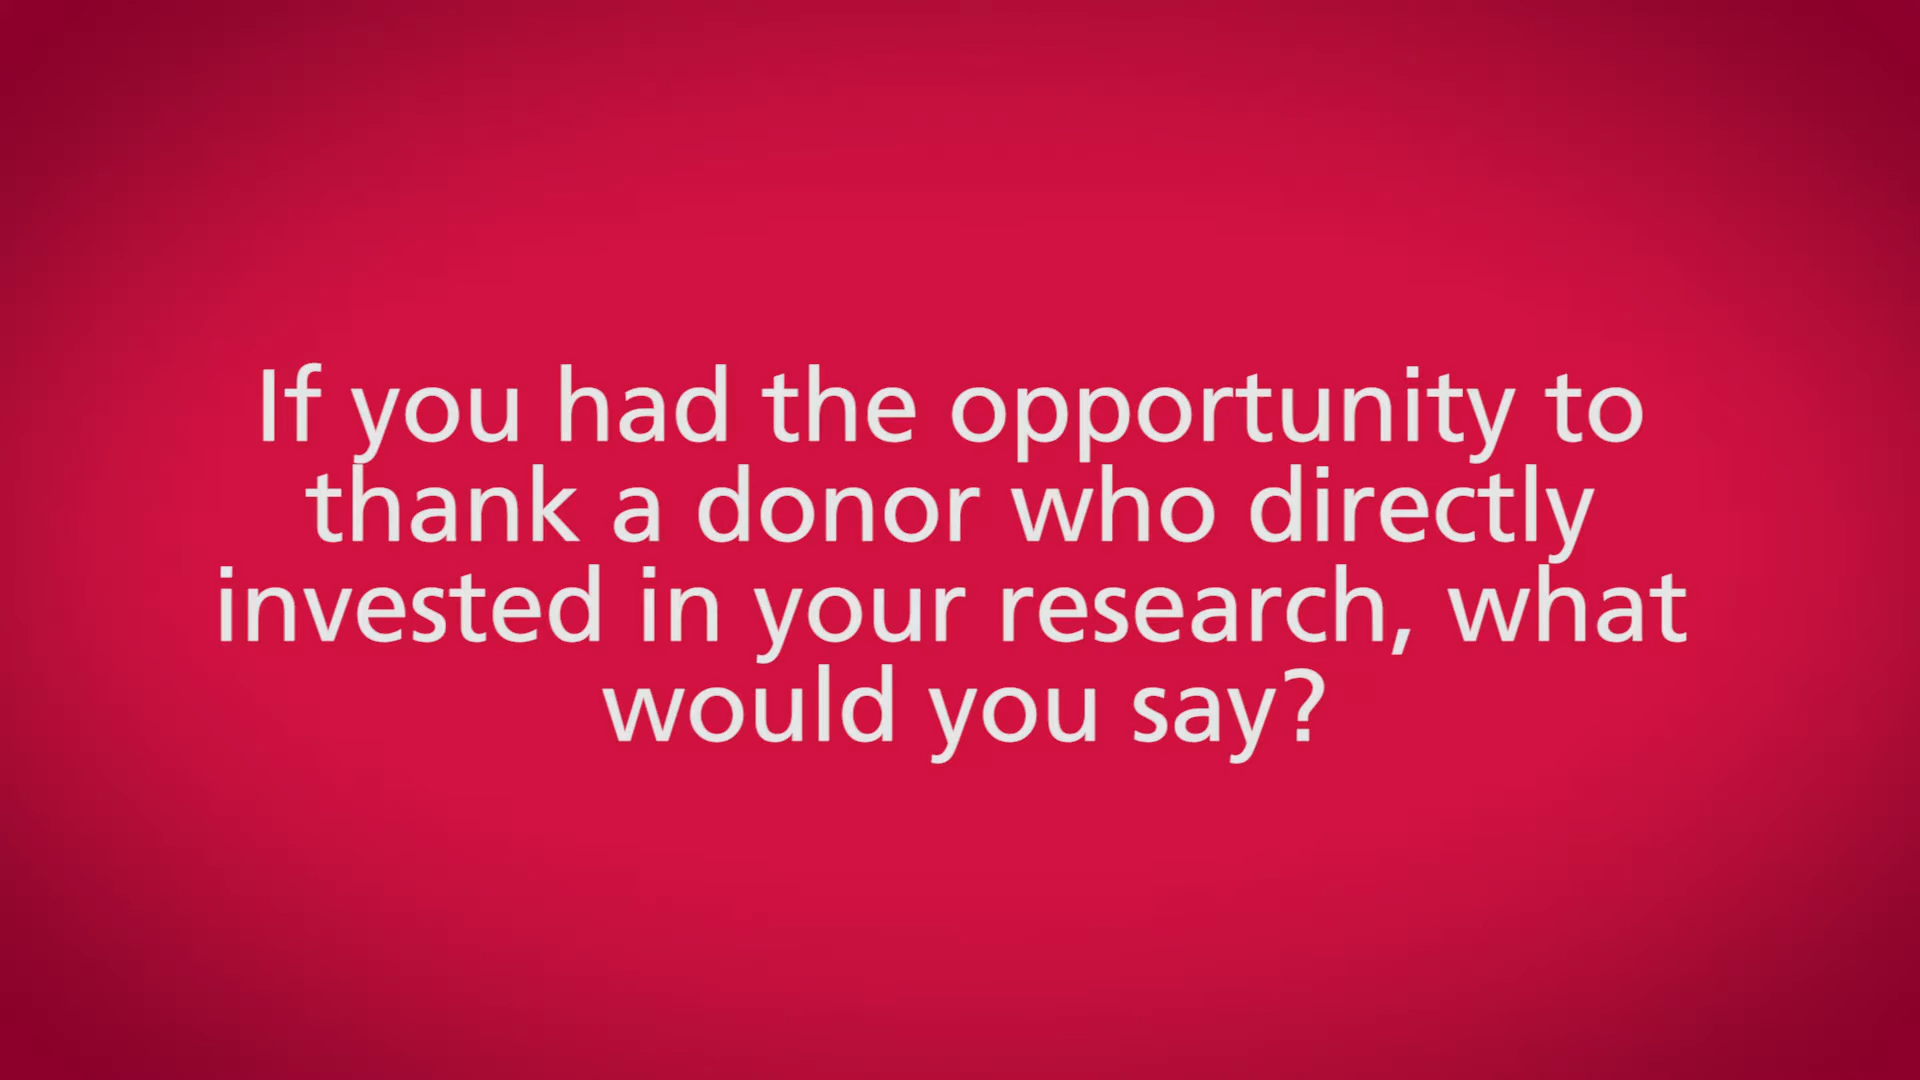 If you had the opportunity to
thank a donor who directly
invested in your research, what
would you say?